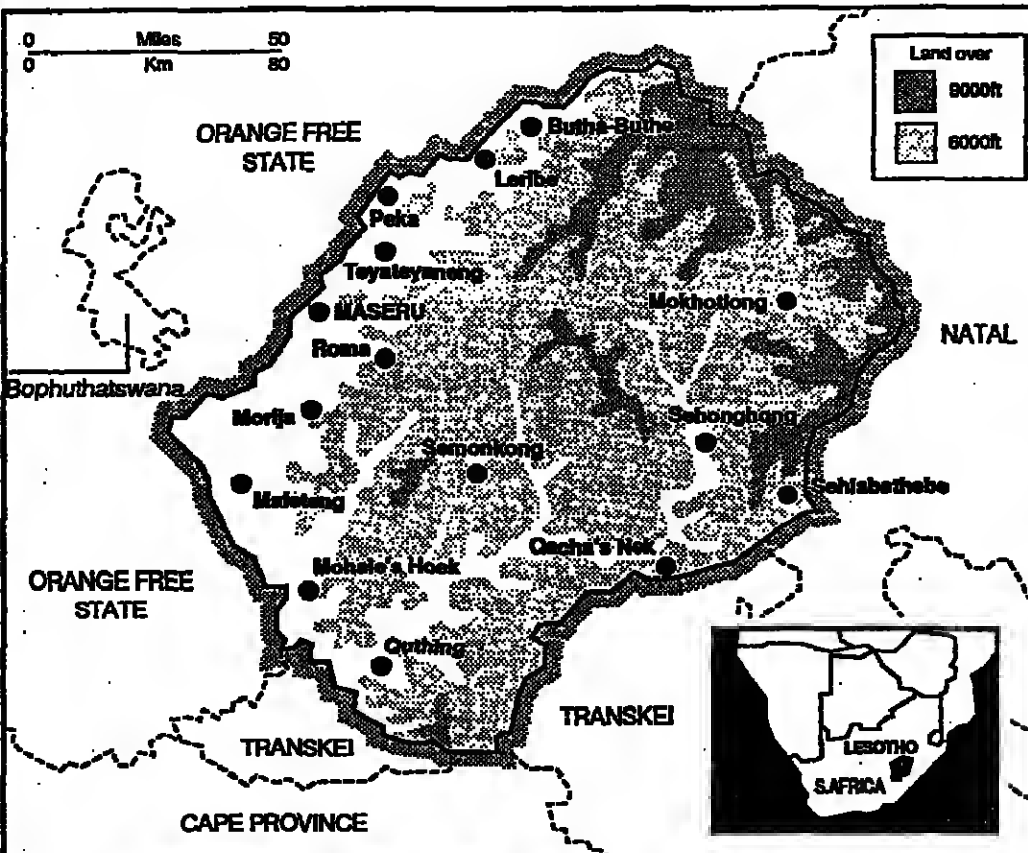 0 Miles 50
0 Km 80
Land over
9000ft
6000ft
ORANGE FREE
STATE
Butha-Buthe
Leribe
Peka
Teyateyaneng
MASERU
Mokhotlong
Roma
NATAL
Bophuthatswana
Morija
Sehonghong
Semonkong
Mafeteng
Sehlabathebe
Qacha's Nek
Mohale's Hoek
ORANGE FREE
STATE
Quthing
TRANSKEI
TRANSKEI
LESOTHO
S.AFRICA
CAPE PROVINCE